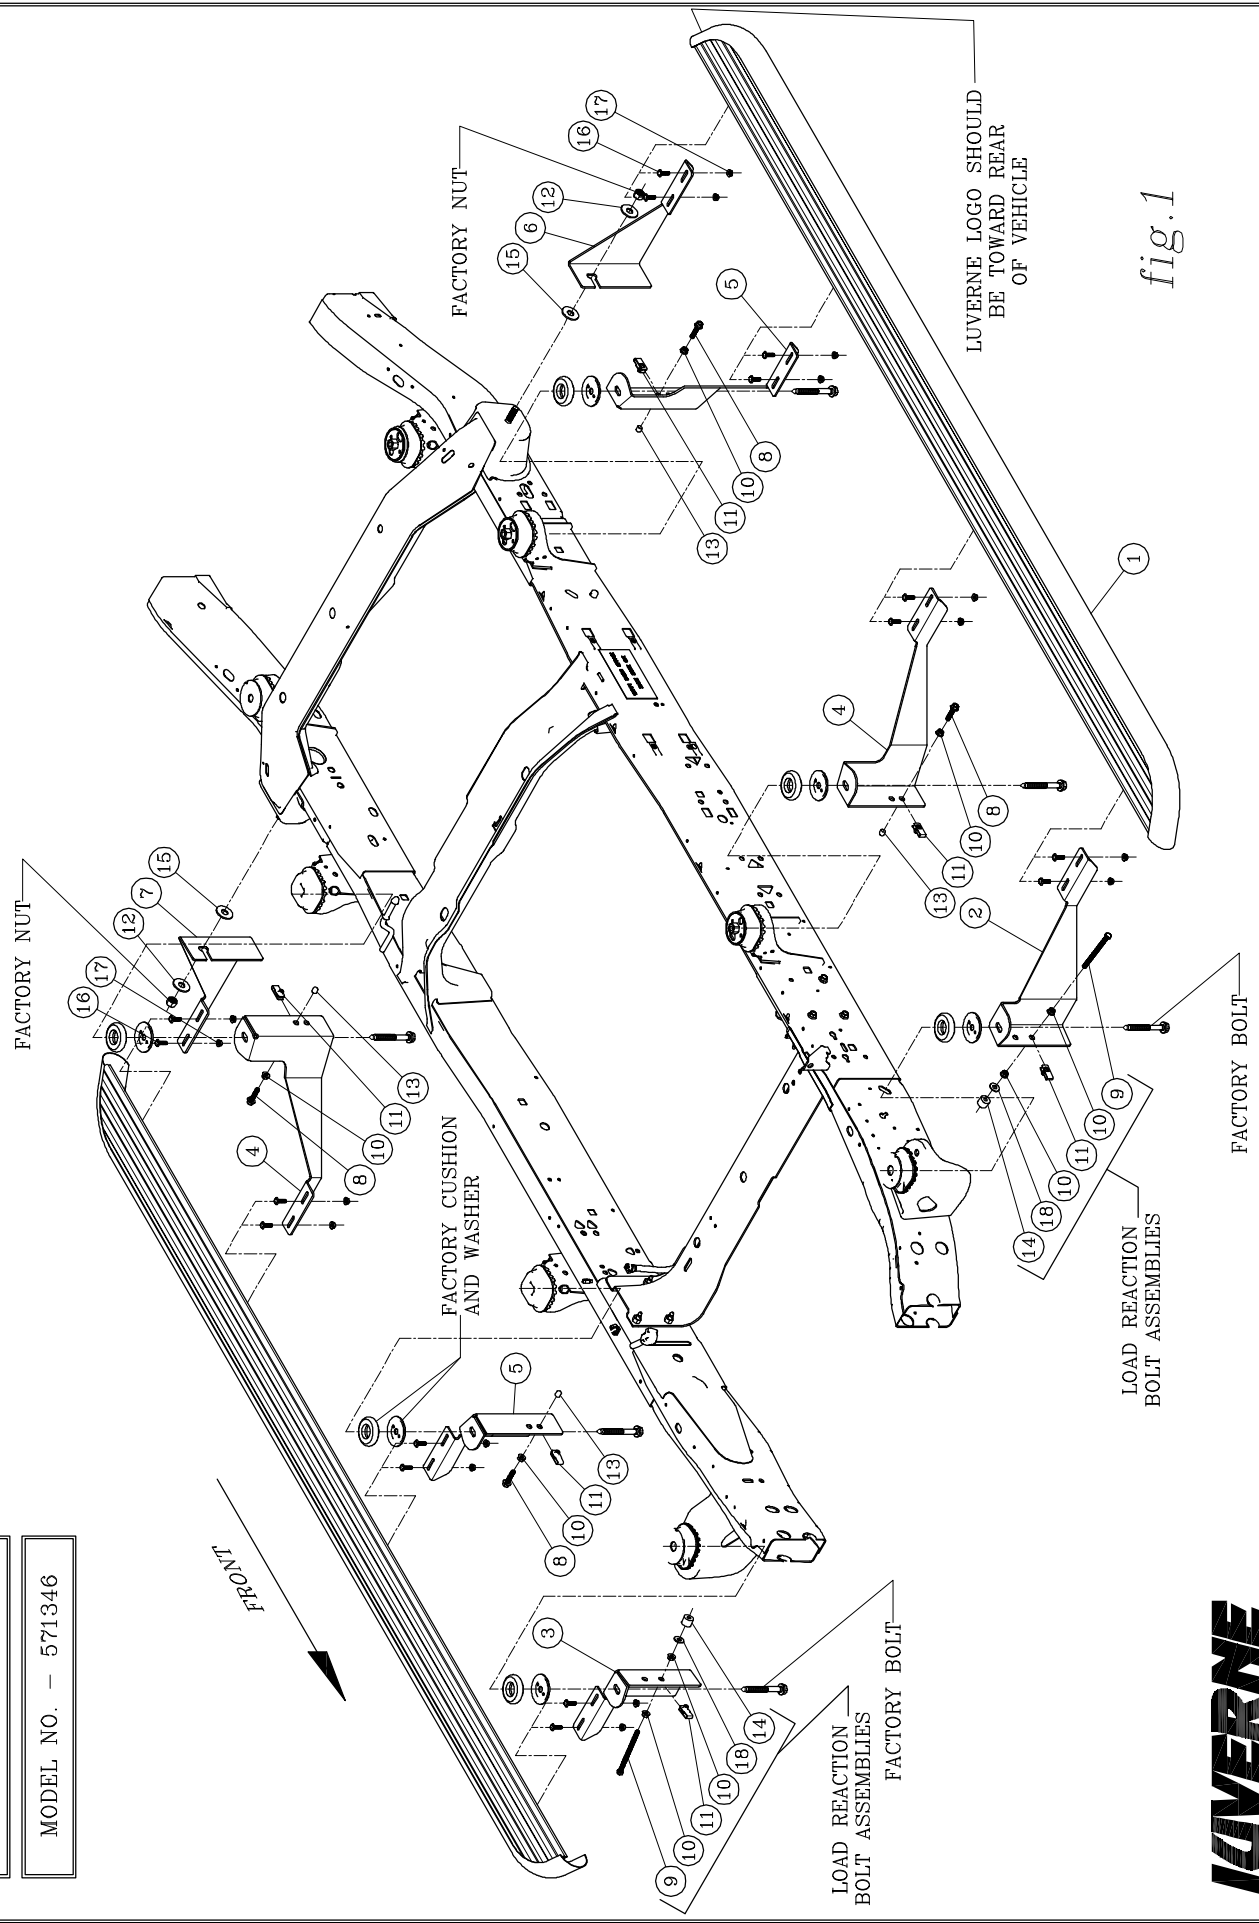 MODEL NO. – 571346
FACTORY NUT
16
17
12
7
15
FRONT
4
8
10
11
13
FACTORY CUSHION
AND WASHER
5
8
10
11
13
3
9
10
11
10
18
14
LOAD REACTION
BOLT ASSEMBLIES
FACTORY BOLT
FACTORY NUT
15
6
12
16
17
5
13
11
10
8
4
13
11
10
8
2
14
18
10
11
10
9
LOAD REACTION
BOLT ASSEMBLIES
FACTORY BOLT
1
LUVERNE LOGO SHOULD
BE TOWARD REAR
OF VEHICLE
fig.1
LUVERNE